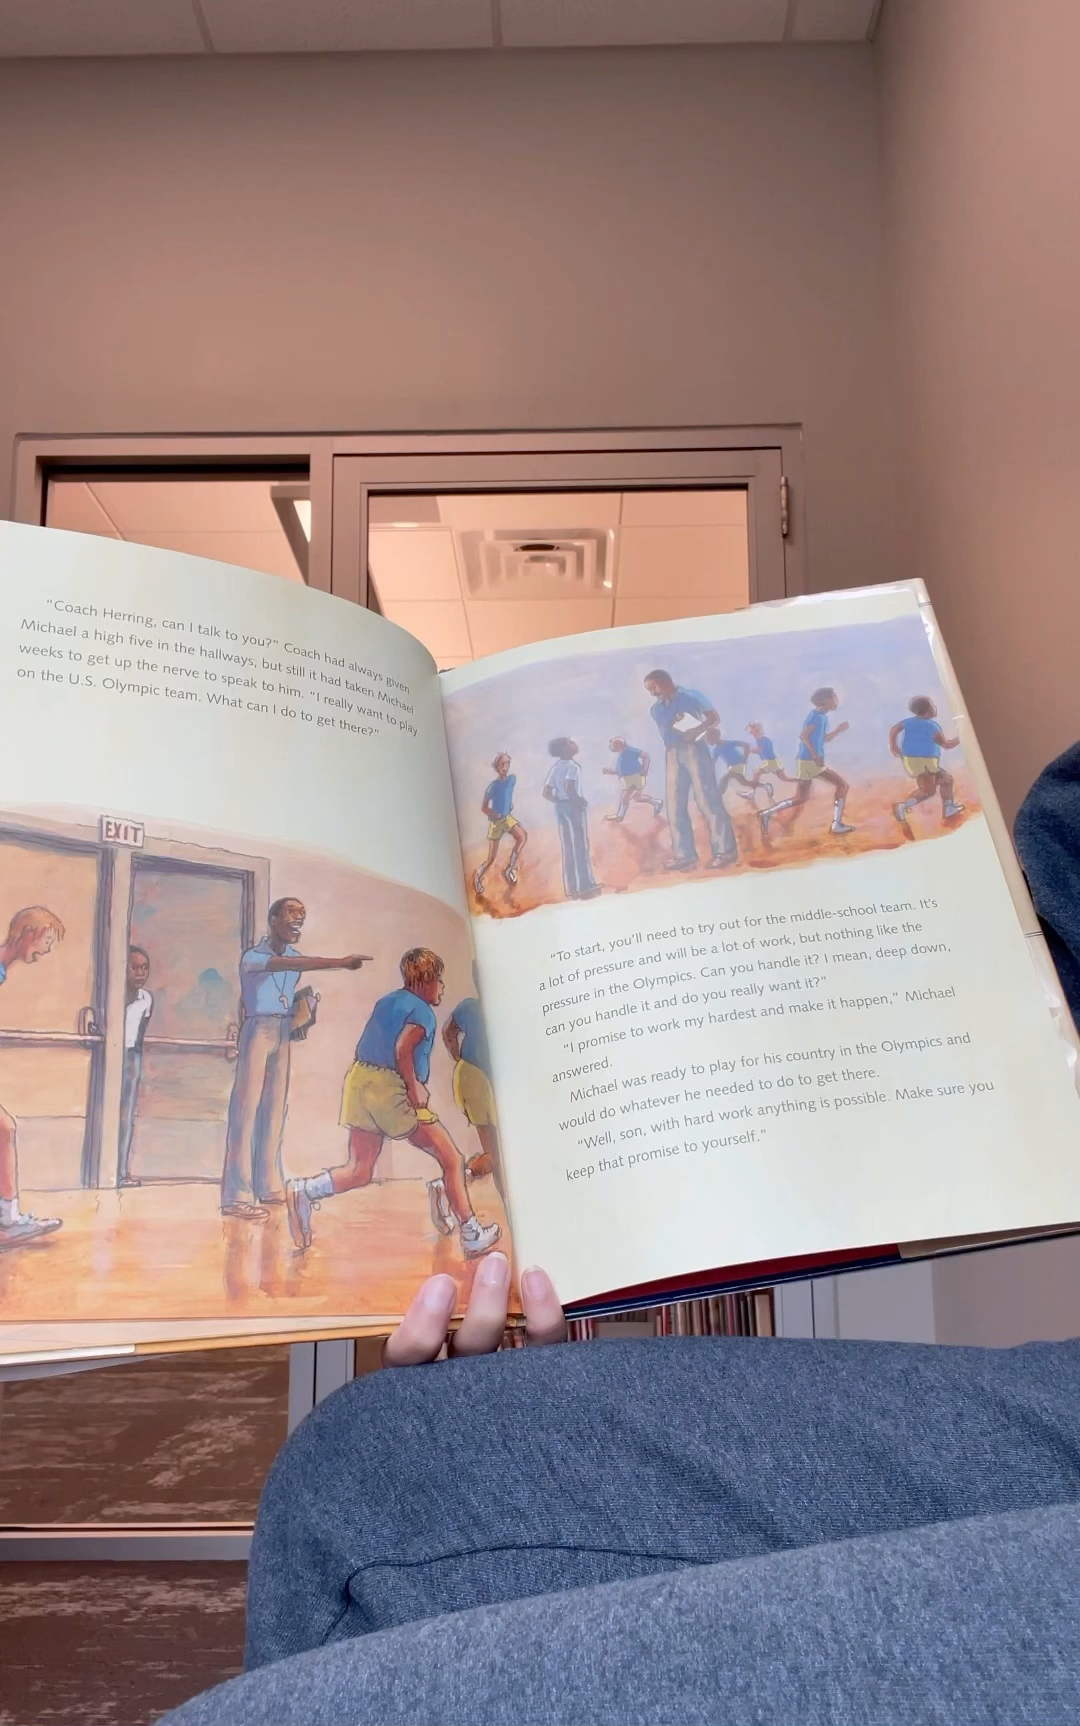 “Coach Herring, can I talk to you?” Coach had always given
Michael a high five in the hallways, but still it had taken Michael
weeks to get up the nerve to speak to him. “I really want to play
on the U.S. Olympic team. What can I do to get there?”
EXIT
“To start, you’ll need to try out for the middle-school team. It’s
a lot of pressure and will be a lot of work, but nothing like the
pressure in the Olympics. Can you handle it? I mean, deep down,
can you handle it and do you really want it?”
“I promise to work my hardest and make it happen,” Michael
answered.
Michael was ready to play for his country in the Olympics and
would do whatever he needed to do to get there.
“Well, son, with hard work anything is possible. Make sure you
keep that promise to yourself.”